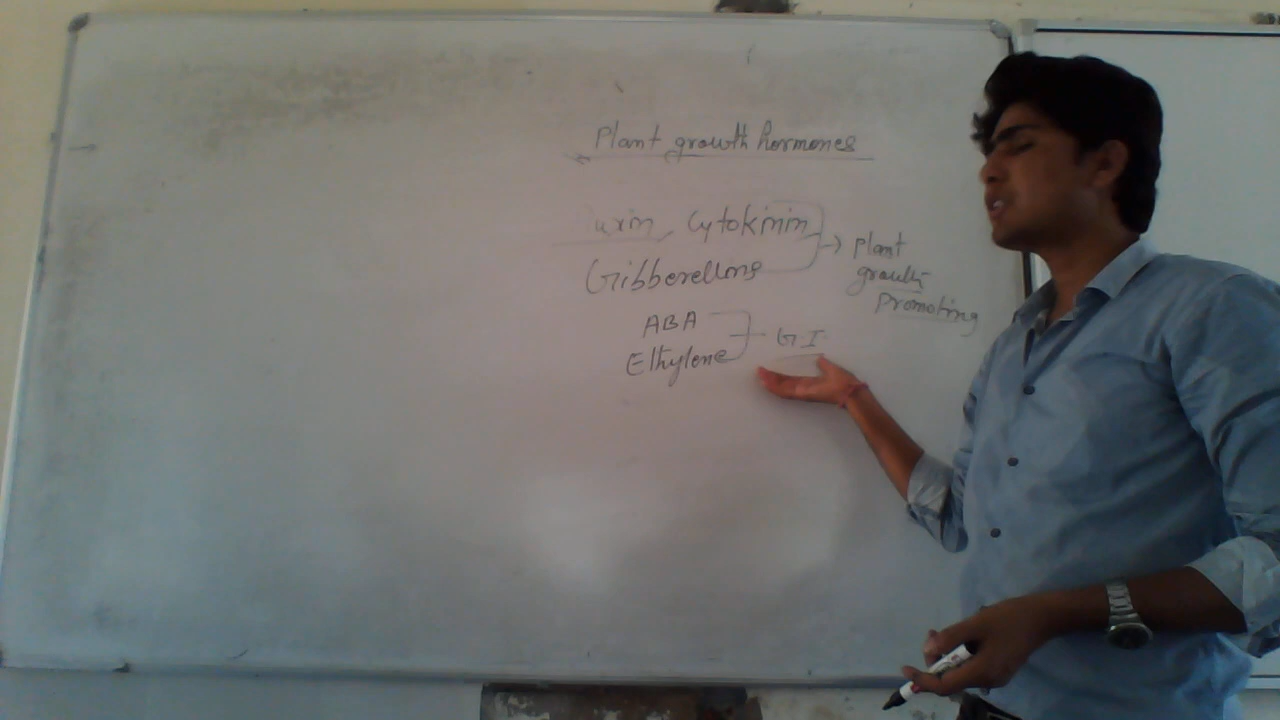 Plant growth hormones
uxin, Cytokinin
Gibberellins
→ plant
growth
promoting
ABA
Ethylene
GI